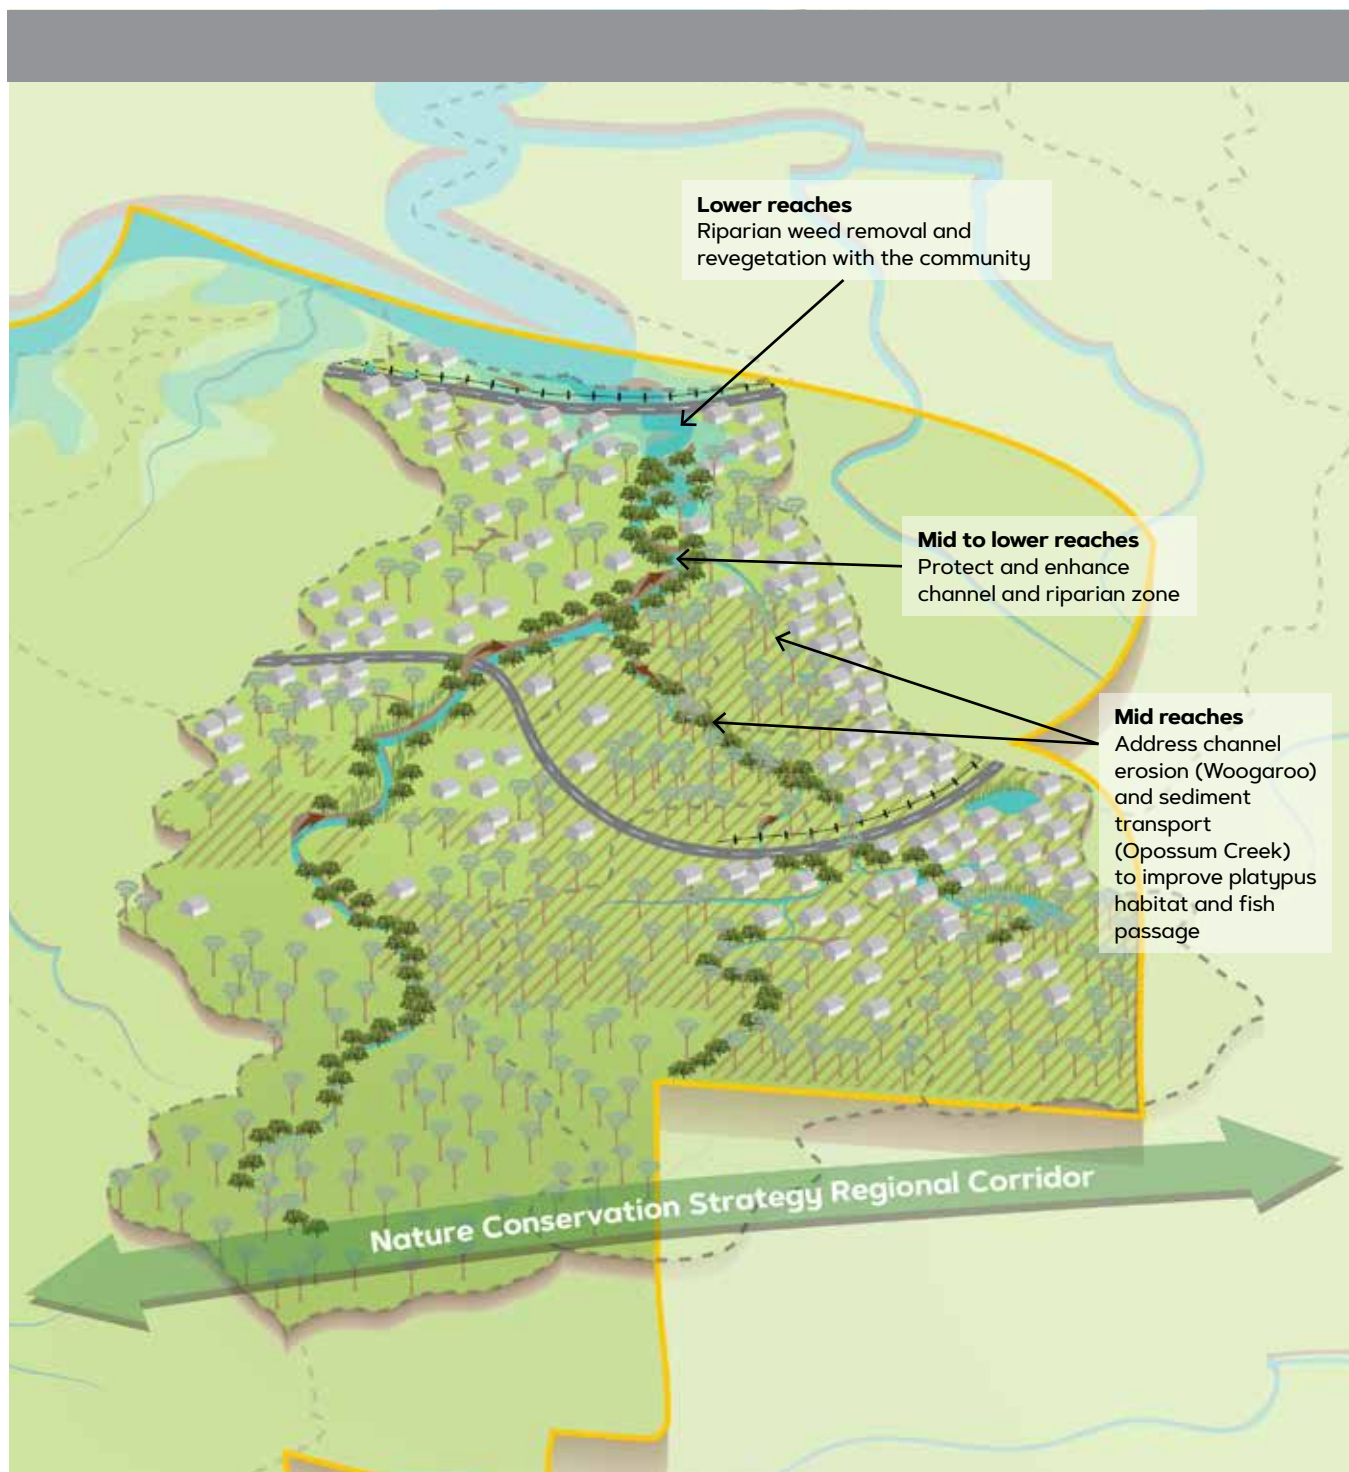 Lower reaches
Riparian weed removal and
revegetation with the community
Mid to lower reaches
Protect and enhance
channel and riparian zone
Mid reaches
Address channel
erosion (Woogaroo)
and sediment
transport
(Opossum Creek)
to improve platypus
habitat and fish
passage
Nature Conservation Strategy Regional Corridor